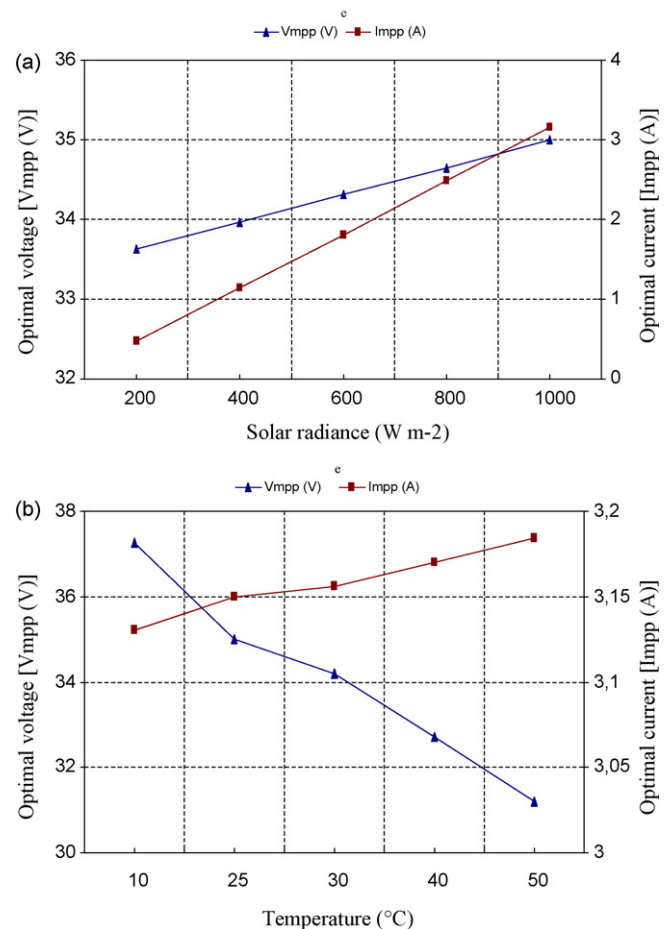 e
Vmpp (V) Impp (A)
(a)
36
35
34
33
32
Optimal voltage [Vmpp (V)]
4
3
2
1
0
Optimal current [Impp (A)]
200 400 600 800 1000
Solar radiance (W m-2)
e
Vmpp (V) Impp (A)
(b)
38
36
34
32
30
Optimal voltage [Vmpp (V)]
3,2
3,15
3,1
3,05
3
Optimal current [Impp (A)]
10 25 30 40 50
Temperature (°C)